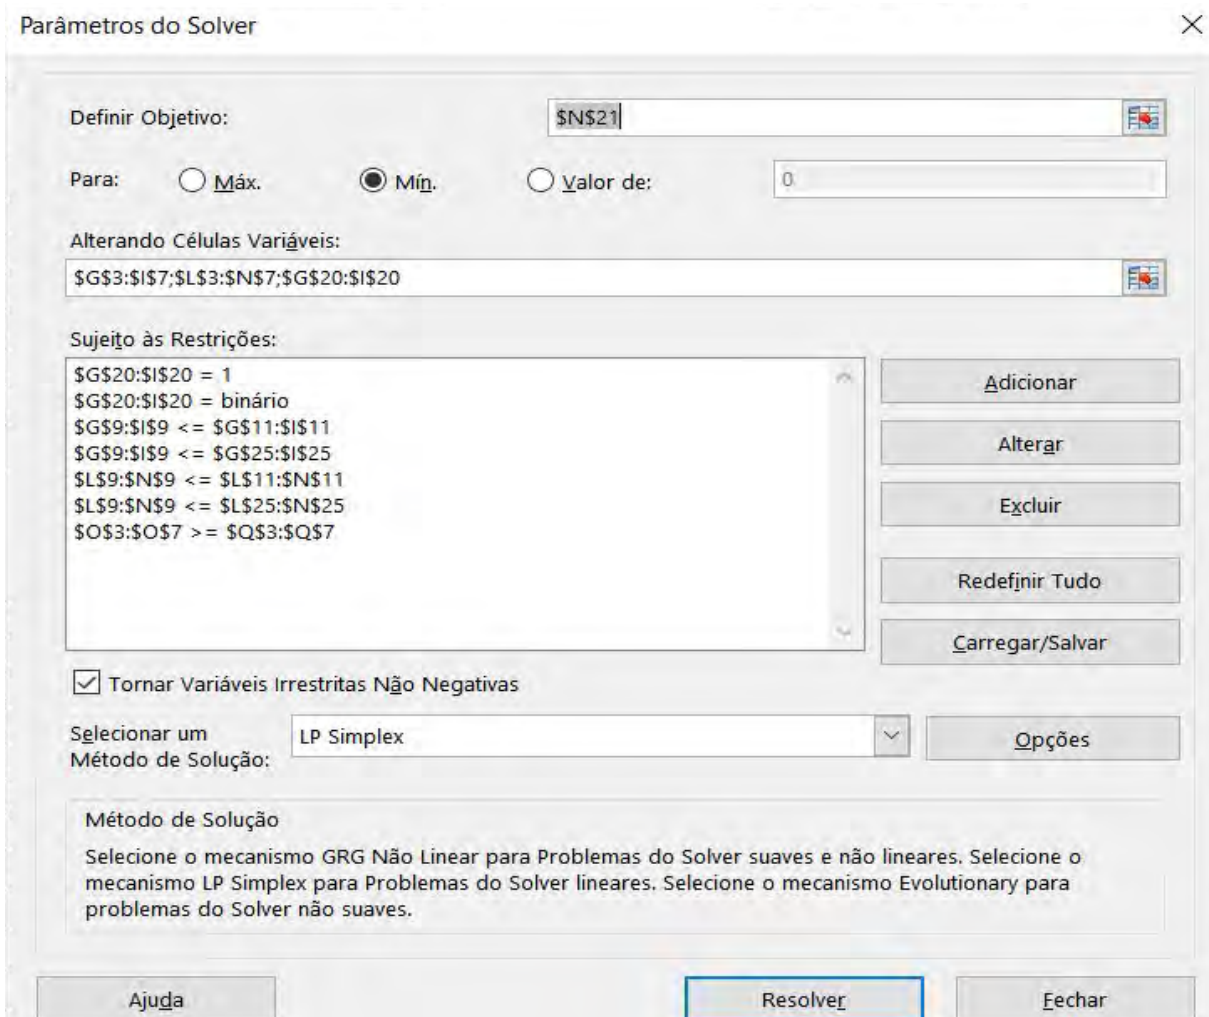 Parâmetros do Solver
Definir Objetivo: $N$21
Para: Máx. Mín. Valor de: 0
Alterando Células Variáveis:
$G$3:$I$7;$L$3:$N$7;$G$20:$I$20
Sujeito às Restrições:
$G$20:$I$20 = 1
$G$20:$I$20 = binário
$G$9:$I$9 <= $G$11:$I$11
$G$9:$I$9 <= $G$25:$I$25
$L$9:$N$9 <= $L$11:$N$11
$L$9:$N$9 <= $L$25:$N$25
$O$3:$O$7 >= $Q$3:$Q$7
Adicionar
Alterar
Excluir
Redefinir Tudo
Carregar/Salvar
Tornar Variáveis Irrestritas Não Negativas
Selecionar um
Método de Solução:
LP Simplex
Opções
Método de Solução
Selecione o mecanismo GRG Não Linear para Problemas do Solver suaves e não lineares. Selecione o
mecanismo LP Simplex para Problemas do Solver lineares. Selecione o mecanismo Evolutionary para
problemas do Solver não suaves.
Ajuda Resolver Fechar